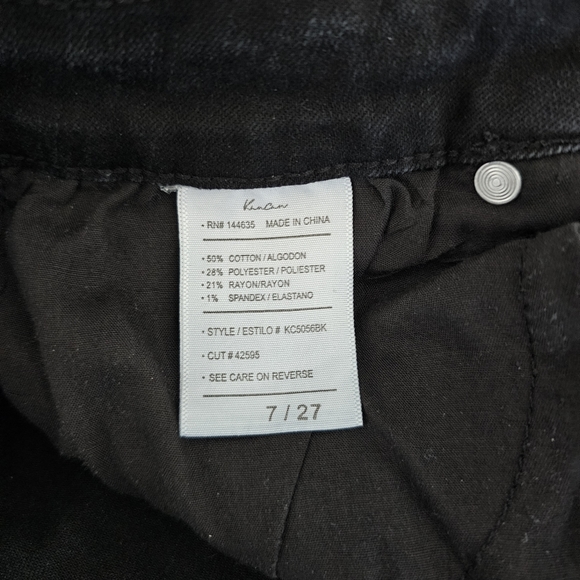 KanCan
• RN# 144635 MADE IN CHINA
• 50% COTTON / ALGODON
• 28% POLYESTER / POLIESTER
• 21% RAYON/RAYON
• 1% SPANDEX / ELASTANO
• STYLE / ESTILO # KC5056BK
• CUT # 42595
• SEE CARE ON REVERSE
7 / 27